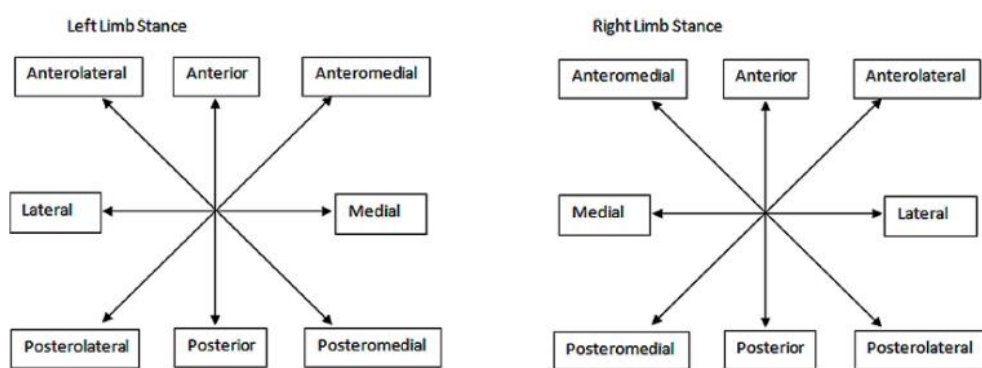 Left Limb Stance
Anterolateral
Anterior
Anteromedial
Lateral
Medial
Posterolateral
Posterior
Posteromedial
Right Limb Stance
Anteromedial
Anterior
Anterolateral
Medial
Lateral
Posteromedial
Posterior
Posterolateral